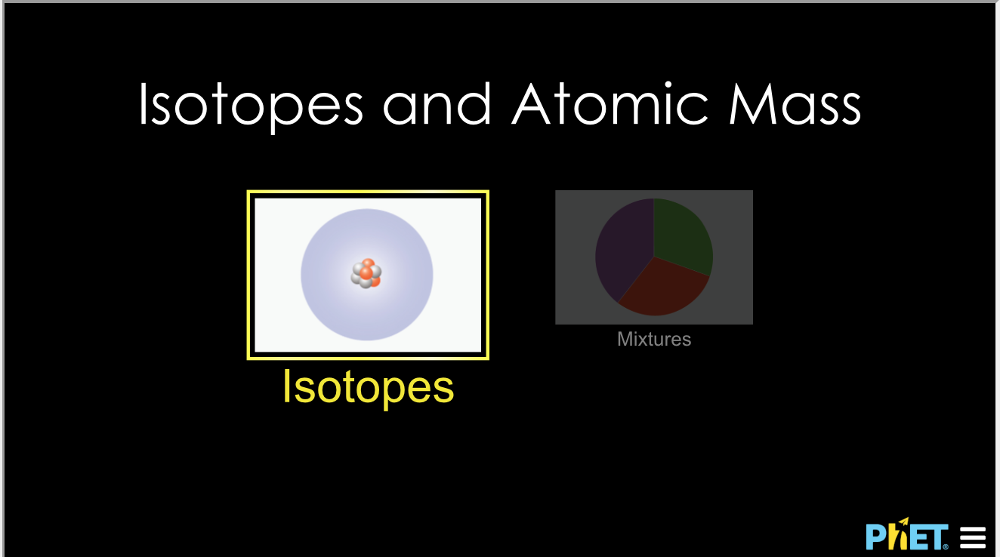 Isotopes and Atomic Mass
Isotopes
Mixtures
PhET®